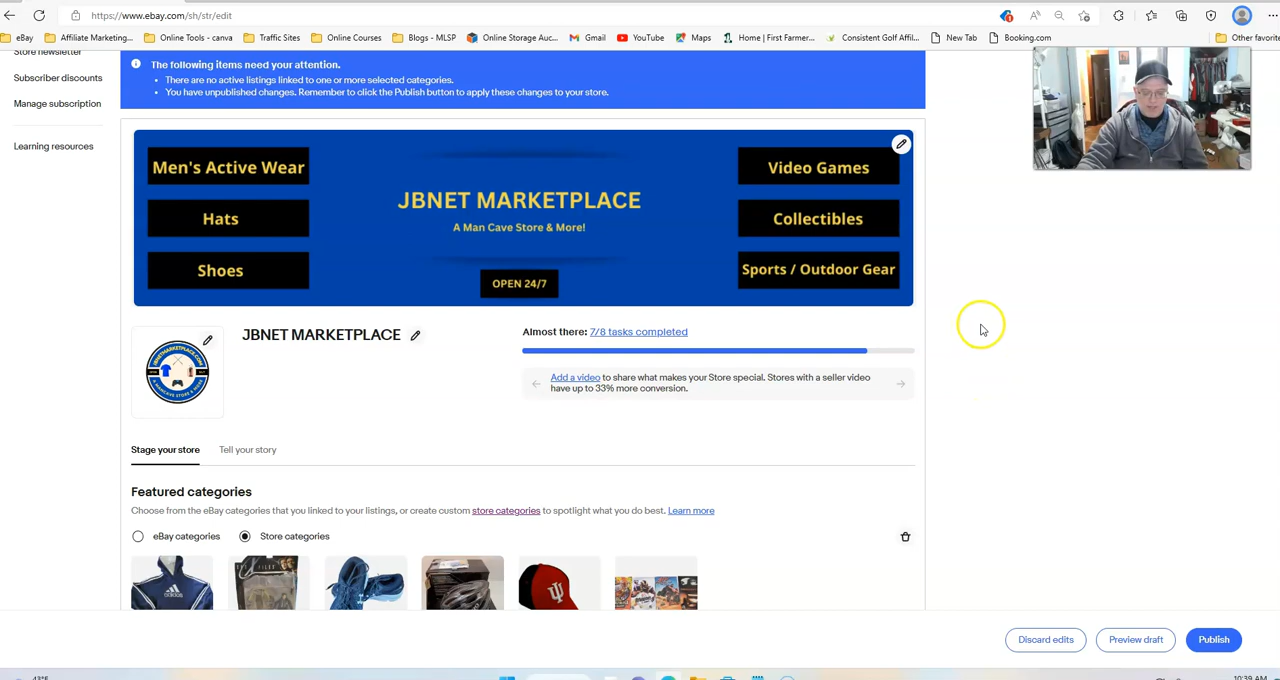 https://www.ebay.com/sh/str/edit
eBay
Affiliate Marketing...
Online Tools - canva
Traffic Sites
Online Courses
Blogs - MLSP
Online Storage Auc...
Gmail
YouTube
Maps
Home | First Farmer...
Consistent Golf Affil...
New Tab
Booking.com
Other favorite
Store newsletter
Subscriber discounts
Manage subscription
Learning resources
The following items need your attention.
• There are no active listings linked to one or more selected categories.
• You have unpublished changes. Remember to click the Publish button to apply these changes to your store.
Men's Active Wear
Hats
Shoes
JBNET MARKETPLACE
A Man Cave Store & More!
OPEN 24/7
Video Games
Collectibles
Sports / Outdoor Gear
JBNET MARKETPLACE
Almost there: 7/8 tasks completed
Add a video to share what makes your Store special. Stores with a seller video
have up to 33% more conversion.
Stage your store
Tell your story
Featured categories
Choose from the eBay categories that you linked to your listings, or create custom store categories to spotlight what you do best. Learn more
eBay categories
Store categories
Discard edits
Preview draft
Publish
43°F
10:39 AM